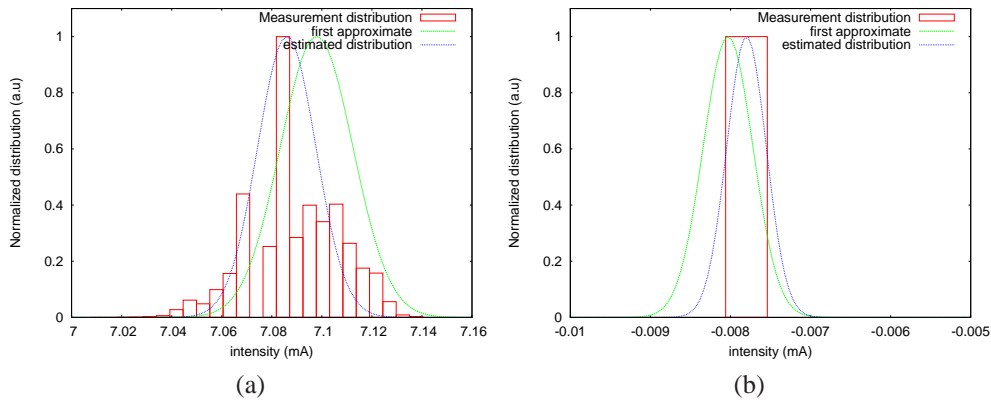 Measurement distribution
first approximate
estimated distribution
Normalized distribution (a.u)
1
0.8
0.6
0.4
0.2
0
7 7.02 7.04 7.06 7.08 7.1 7.12 7.14 7.16
intensity (mA)
(a)
Measurement distribution
first approximate
estimated distribution
Normalized distribution (a.u)
1
0.8
0.6
0.4
0.2
0
-0.01 -0.009 -0.008 -0.007 -0.006 -0.005
intensity (mA)
(b)